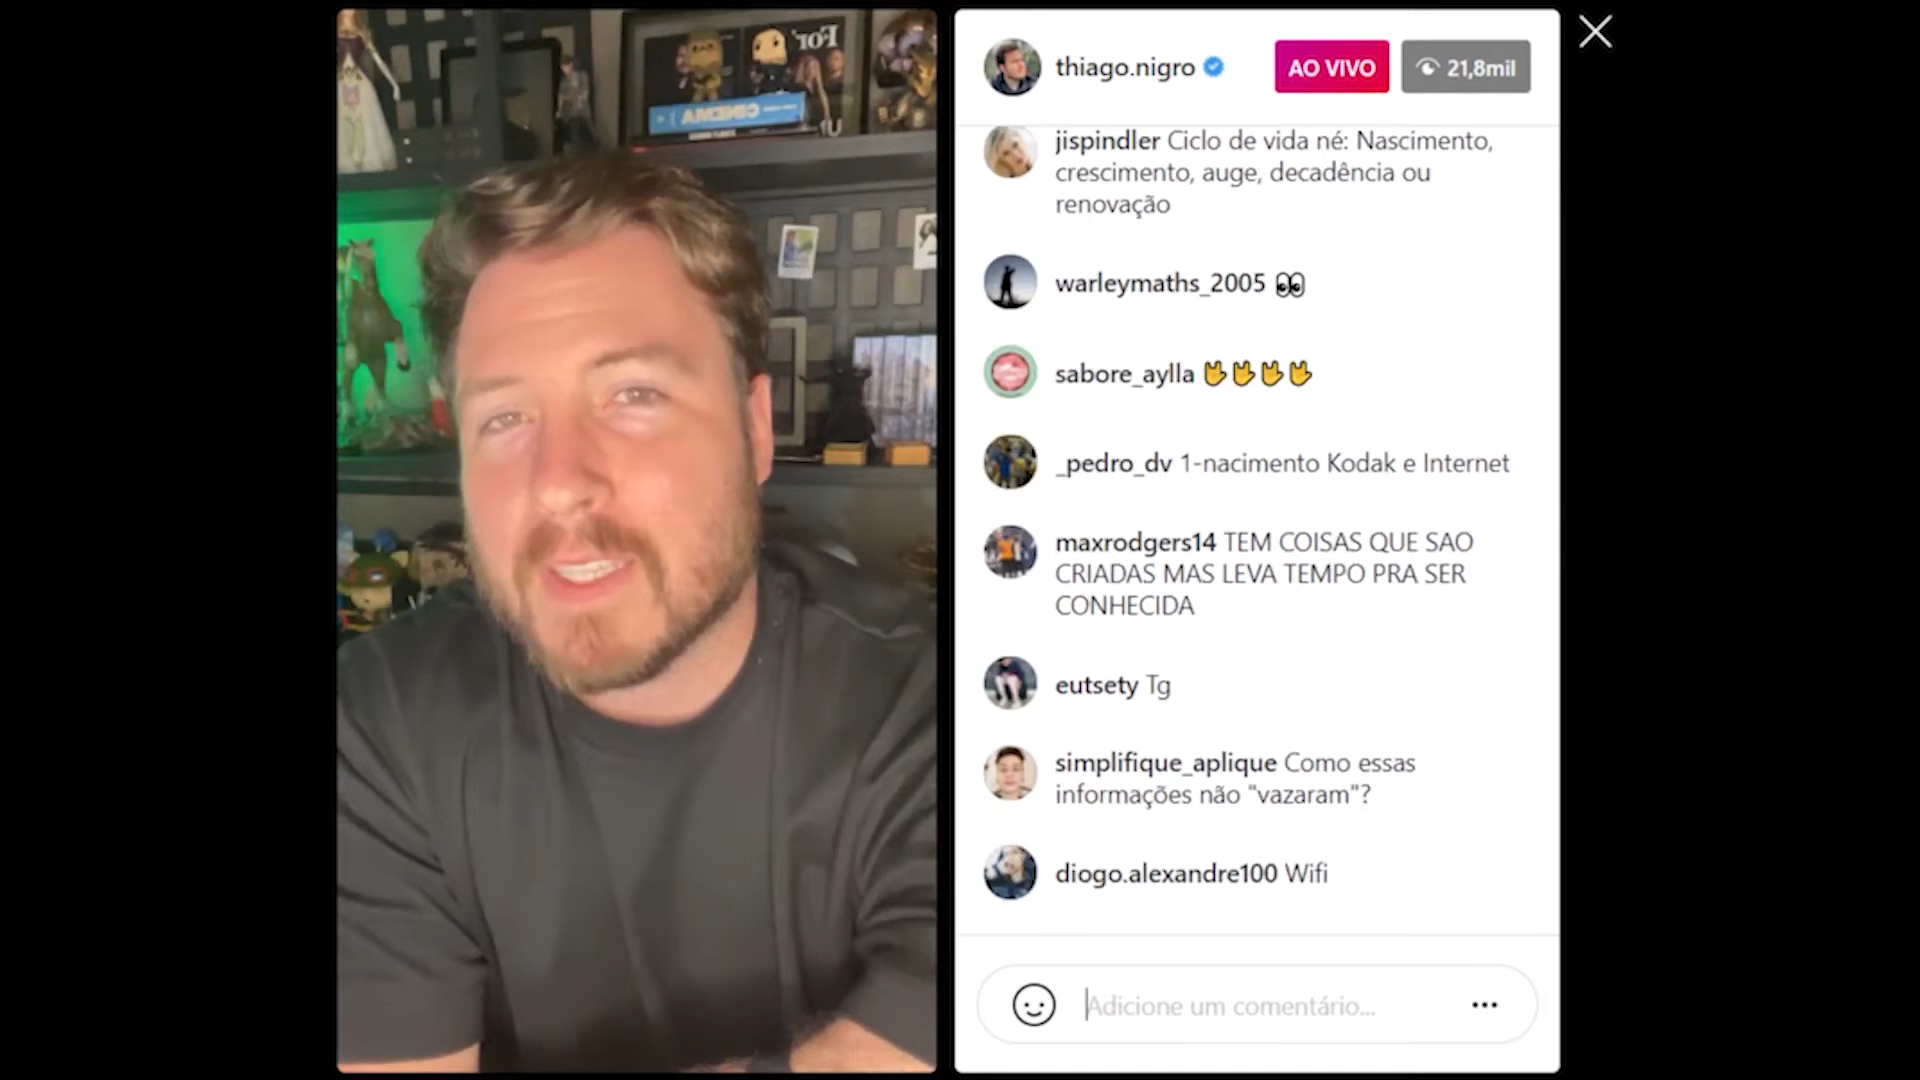 CINEMA
thiago.nigro
AO VIVO
21,8mil
jispindler Ciclo de vida né: Nascimento,
crescimento, auge, decadência ou
renovação
warleymaths_2005 👀
sabore_aylla 🖖🖖🖖🖖
_pedro_dv 1-nacimento Kodak e Internet
maxrodgers14 TEM COISAS QUE SAO
CRIADAS MAS LEVA TEMPO PRA SER
CONHECIDA
eutsety Tg
simplifique_aplique Como essas
informações não "vazaram"?
diogo.alexandre100 Wifi
Adicione um comentário...